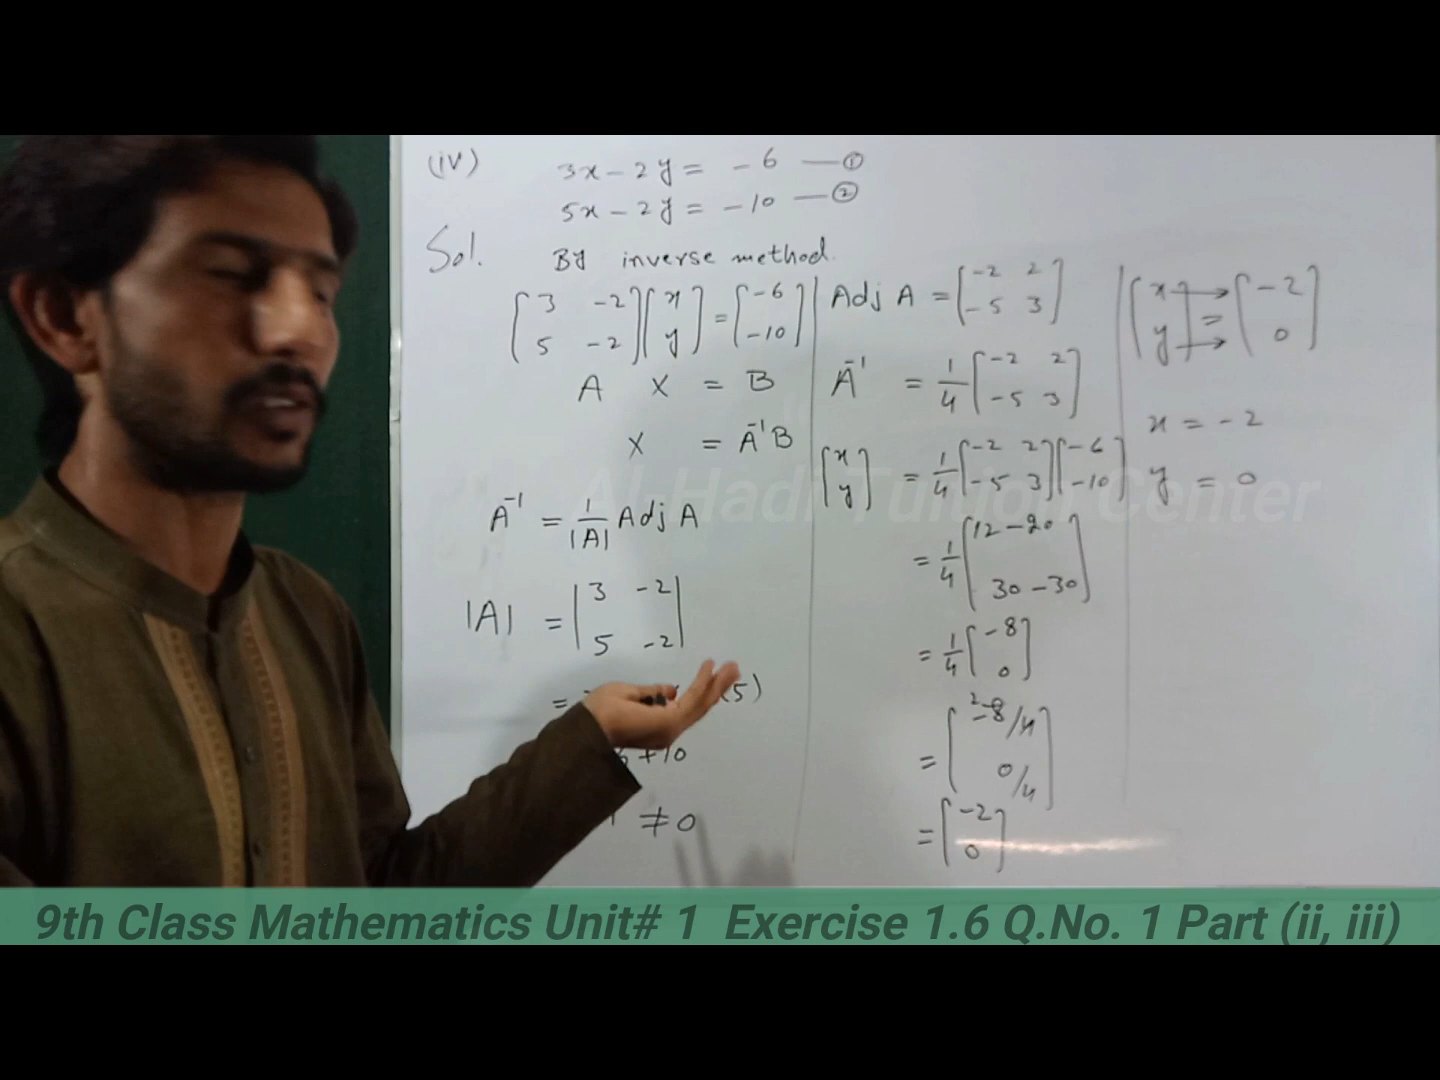 (iv) 3x - 2y = -6 —①
5x - 2y = -10 —②
Sol. By inverse method.
[3 -2] [x] = [-6]
[5 -2] [y] [-10]
A X = B
X = A⁻¹B
A⁻¹ = 1/|A| Adj A
|A| = |3 -2|
|5 -2|
= (5)
+10
≠ 0
Adj A = [-2 2]
[-5 3]
A⁻¹ = 1/4 [-2 2]
[-5 3]
[x] = 1/4 [-2 2] [-6]
[y] [-5 3] [-10]
= 1/4 [12 - 20]
[30 - 30]
= 1/4 [-8]
[0]
= [-8/4] 2
[0/4]
= [-2]
[0]
[x] → = [-2]
[y] → [0]
x = -2
y = 0
Al-Hadi Tuition Center
9th Class Mathematics Unit# 1 Exercise 1.6 Q.No. 1 Part (ii, iii)